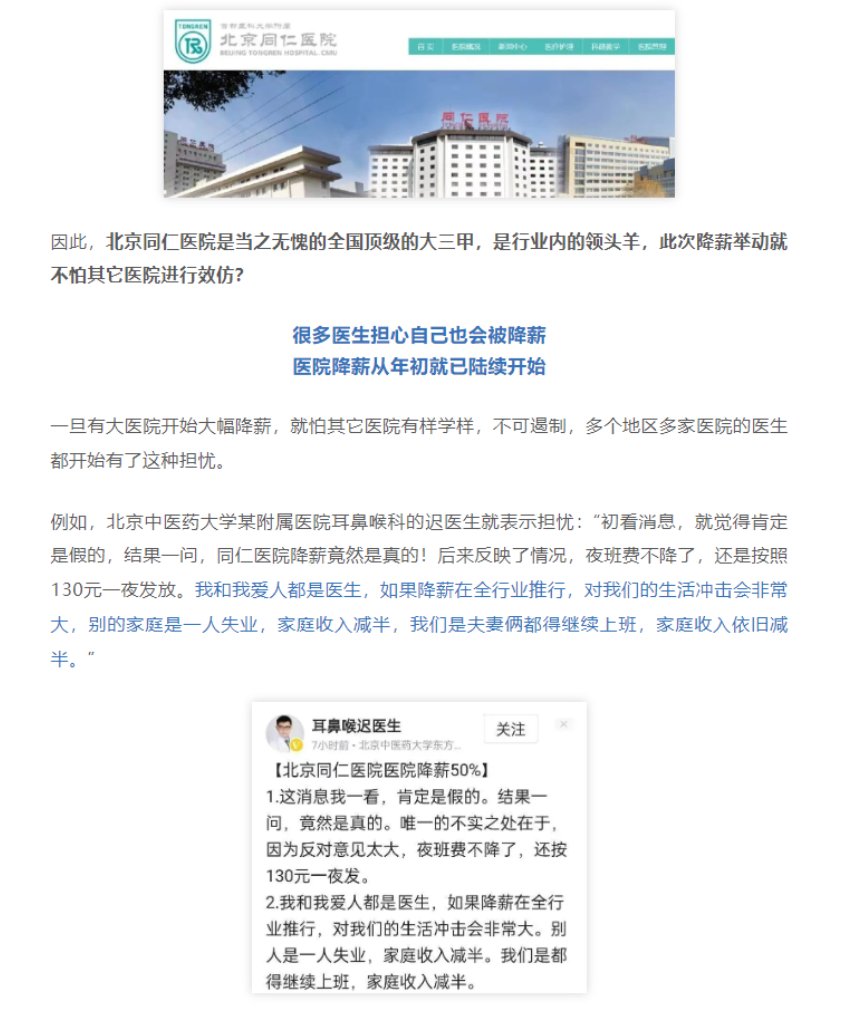 TONGREN
首都医科大学附属
北京同仁医院
BEIJING TONGREN HOSPITAL, CMU
首 页 医院概况 新闻中心 医疗护理 科研教学 医院管理
同仁医院
因此，北京同仁医院是当之无愧的全国顶级的大三甲，是行业内的领头羊，此次降薪举动就
不怕其它医院进行效仿？
很多医生担心自己也会被降薪
医院降薪从年初就已陆续开始
一旦有大医院开始大幅降薪，就怕其它医院有样学样，不可遏制，多个地区多家医院的医生
都开始有了这种担忧。
例如，北京中医药大学某附属医院耳鼻喉科的迟医生就表示担忧：“初看消息，就觉得肯定
是假的，结果一问，同仁医院降薪竟然是真的！后来反映了情况，夜班费不降了，还是按照
130元一夜发放。我和我爱人都是医生，如果降薪在全行业推行，对我们的生活冲击会非常
大，别的家庭是一人失业，家庭收入减半，我们是夫妻俩都得继续上班，家庭收入依旧减
半。”
耳鼻喉迟医生
关注
7小时前·北京中医药大学东方...
【北京同仁医院医院降薪50%】
1.这消息我一看，肯定是假的。结果一
问，竟然是真的。唯一的不实之处在于，
因为反对意见太大，夜班费不降了，还按
130元一夜发。
2.我和我爱人都是医生，如果降薪在全行
业推行，对我们的生活冲击会非常大。别
人是一人失业，家庭收入减半。我们是都
得继续上班，家庭收入减半。